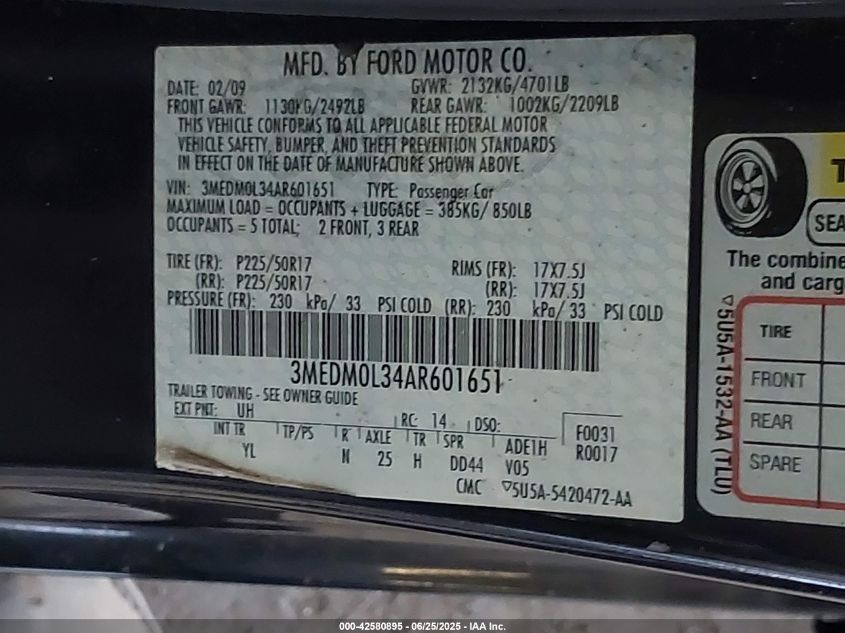 MFD. BY FORD MOTOR CO.
DATE: 02/09 GVWR: 2132KG/4701LB
FRONT GAWR: 1130KG/2492LB REAR GAWR: 1002KG/2209LB
THIS VEHICLE CONFORMS TO ALL APPLICABLE FEDERAL MOTOR
VEHICLE SAFETY, BUMPER, AND THEFT PREVENTION STANDARDS
IN EFFECT ON THE DATE OF MANUFACTURE SHOWN ABOVE.
VIN: 3MEDM0L34AR601651 TYPE: Passenger Car
MAXIMUM LOAD = OCCUPANTS + LUGGAGE = 385KG/ 850LB
OCCUPANTS = 5 TOTAL; 2 FRONT, 3 REAR
TIRE (FR): P225/50R17 RIMS (FR): 17X7.5J
(RR): P225/50R17 (RR): 17X7.5J
PRESSURE (FR): 230 kPa/ 33 PSI COLD (RR): 230 kPa/ 33 PSI COLD
3MEDM0L34AR601651
TRAILER TOWING - SEE OWNER GUIDE
EXT PNT: UH RC: 14 DSO: F0031
INT TR TP/PS R AXLE TR SPR ADE1H R0017
YL N 25 H DD44 V05
CMC ▽5U5A-5420472-AA
T
SEA
The combine
and carg
TIRE
FRONT
REAR
SPARE
▽5U5A-1532-AA (TLU)
000-42580895 - 06/25/2025 - IAA Inc.